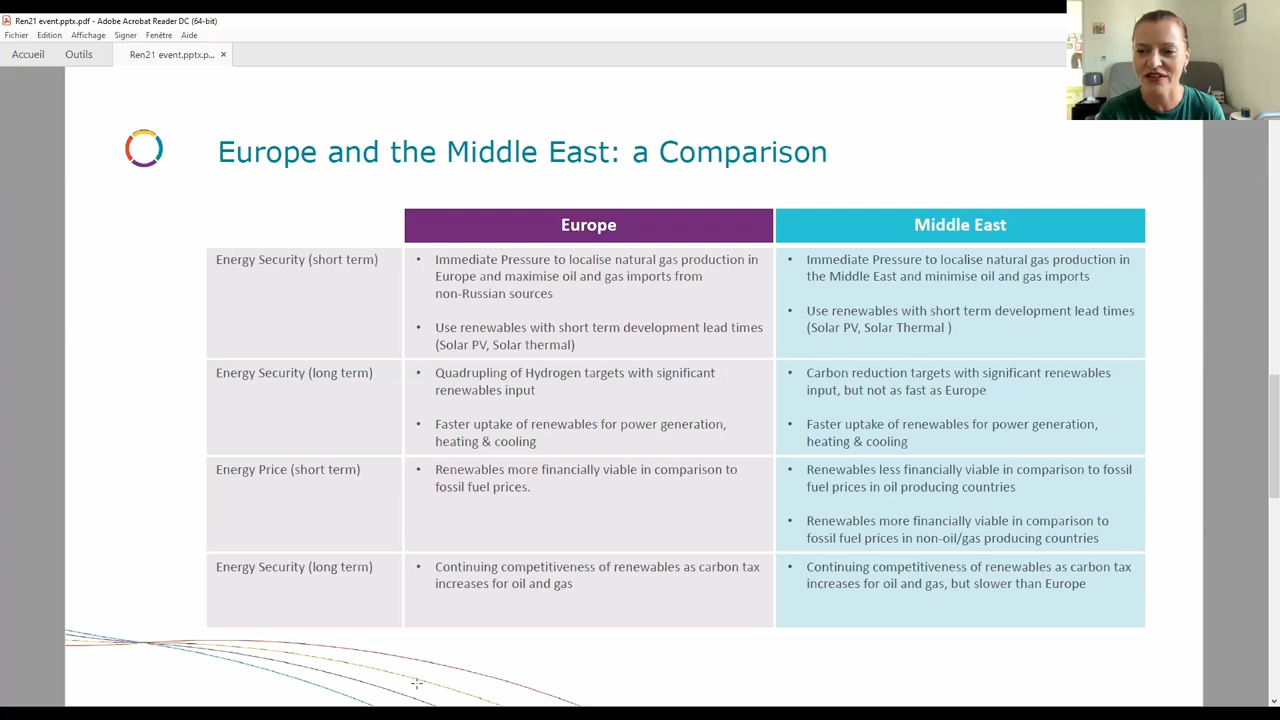 Ren21 event.pptx.pdf - Adobe Acrobat Reader DC (64-bit)
Fichier Edition Affichage Signer Fenêtre Aide
Accueil Outils Ren21 event.pptx.p... ×
Europe and the Middle East: a Comparison
Europe Middle East
Energy Security (short term)
• Immediate Pressure to localise natural gas production in
Europe and maximise oil and gas imports from
non-Russian sources
• Use renewables with short term development lead times
(Solar PV, Solar thermal)
• Immediate Pressure to localise natural gas production in
the Middle East and minimise oil and gas imports
• Use renewables with short term development lead times
(Solar PV, Solar Thermal )
Energy Security (long term)
• Quadrupling of Hydrogen targets with significant
renewables input
• Faster uptake of renewables for power generation,
heating & cooling
• Carbon reduction targets with significant renewables
input, but not as fast as Europe
• Faster uptake of renewables for power generation,
heating & cooling
Energy Price (short term)
• Renewables more financially viable in comparison to
fossil fuel prices.
• Renewables less financially viable in comparison to fossil
fuel prices in oil producing countries
• Renewables more financially viable in comparison to
fossil fuel prices in non-oil/gas producing countries
Energy Security (long term)
• Continuing competitiveness of renewables as carbon tax
increases for oil and gas
• Continuing competitiveness of renewables as carbon tax
increases for oil and gas, but slower than Europe